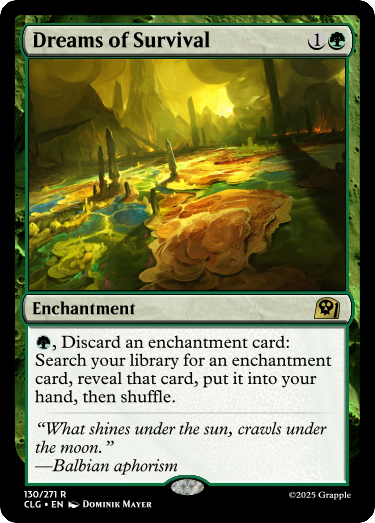 Dreams of Survival 1
Enchantment
, Discard an enchantment card:
Search your library for an enchantment
card, reveal that card, put it into your
hand, then shuffle.
“What shines under the sun, crawls under
the moon.”
—Balbian aphorism
130/271 R
CLG • EN Dominik Mayer
©2025 Grapple